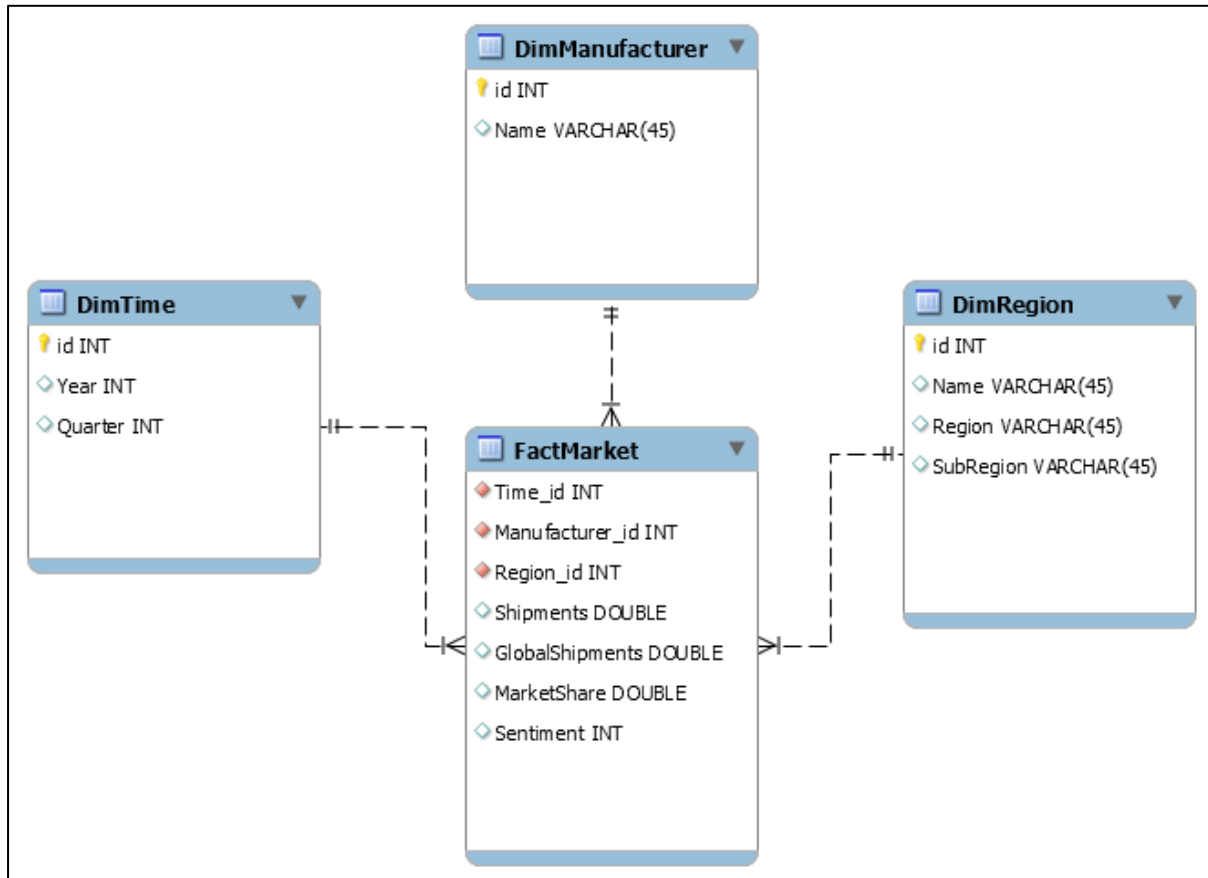 DimManufacturer
id INT
Name VARCHAR(45)
DimTime
id INT
Year INT
Quarter INT
DimRegion
id INT
Name VARCHAR(45)
Region VARCHAR(45)
SubRegion VARCHAR(45)
FactMarket
Time_id INT
Manufacturer_id INT
Region_id INT
Shipments DOUBLE
GlobalShipments DOUBLE
MarketShare DOUBLE
Sentiment INT